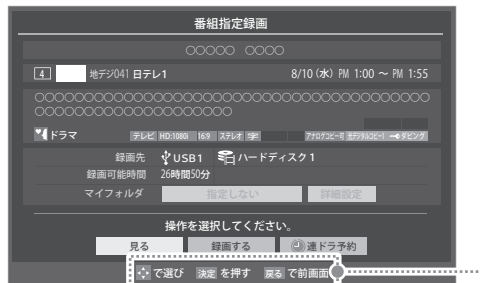 番組指定録画
○○○○○ ○○○○
4 地デジ041 日テレ1 8/10 (水) PM 1:00 ～ PM 1:55
○○○○○○○○○○○○○○○○○○○○○○○○○○○○○○○○○○○○○○○○
○○○○○○○○○○○○○○○○○○○○
ドラマ テレビ HD:1080i 16:9 ステレオ 字 アナログコピー可 光デジタルコピー1 ダビング
録画先 USB1 ハードディスク 1
録画可能時間 26時間50分
マイフォルダ 指定しない 詳細設定
操作を選択してください。
見る 録画する 連ドラ予約
で選び 決定 を押す 戻る で前画面